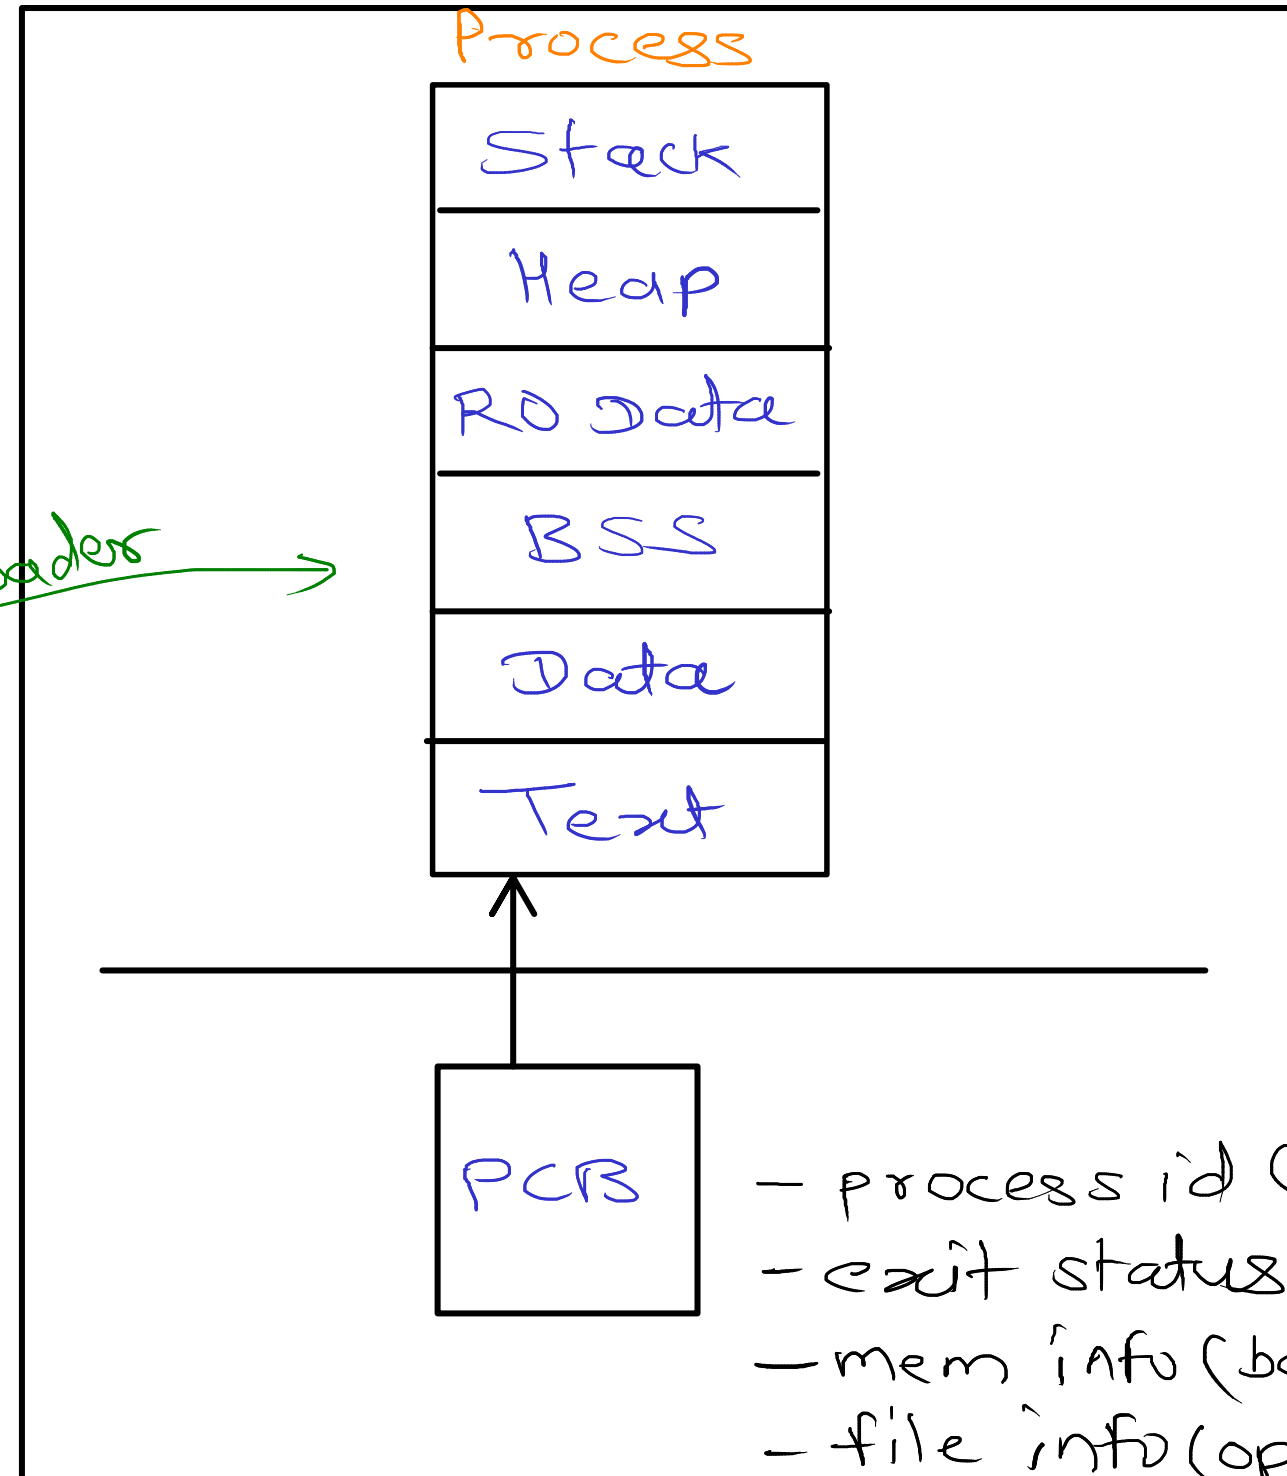 Process
Stack
Heap
RO Data
BSS
Data
Text
PCB
- process id (
- exit status
- mem info (
- file info (